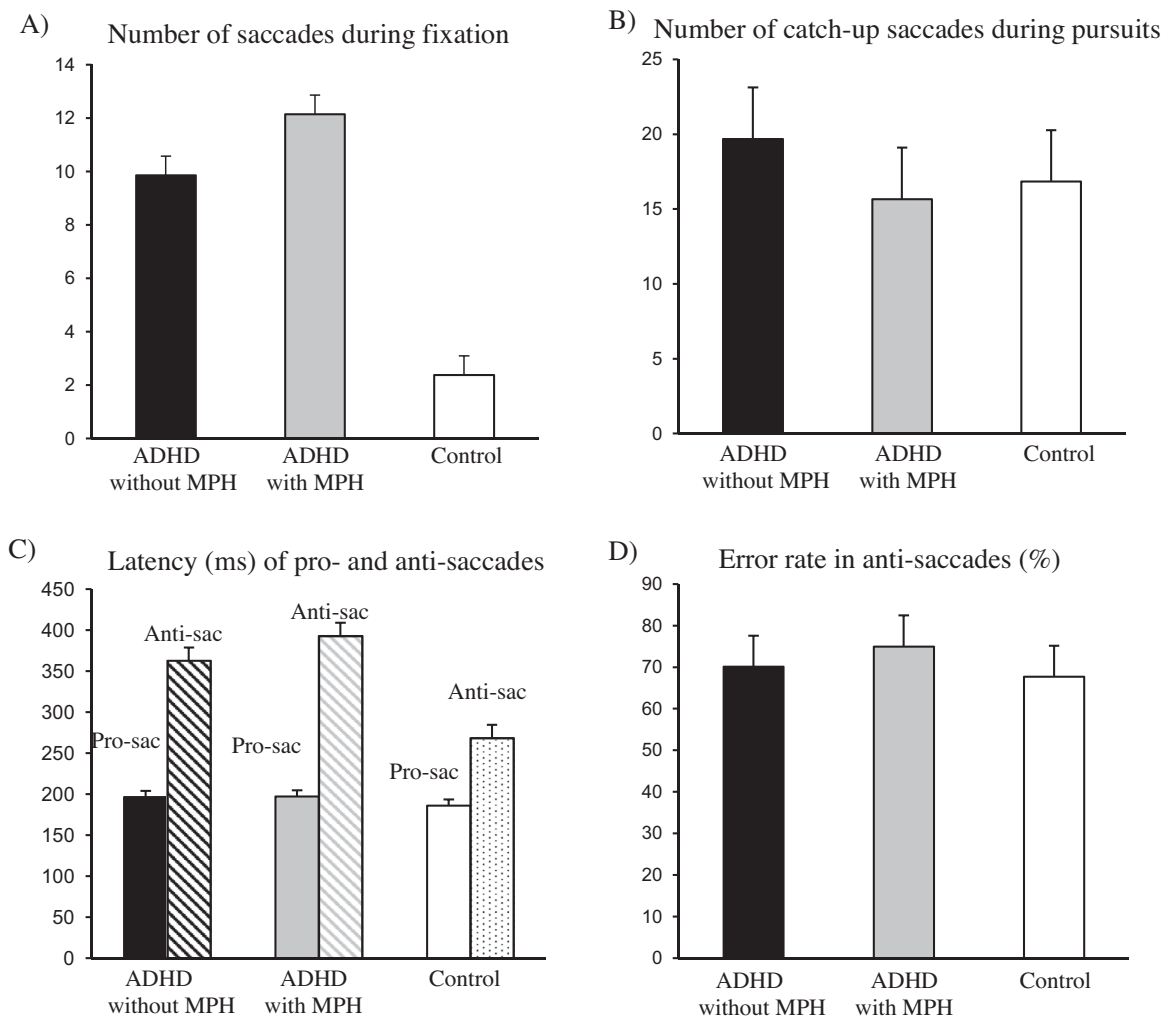 A)
Number of saccades during fixation
14
12
10
8
6
4
2
0
ADHD
without MPH
ADHD
with MPH
Control
B)
Number of catch-up saccades during pursuits
25
20
15
10
5
0
ADHD
without MPH
ADHD
with MPH
Control
C)
Latency (ms) of pro- and anti-saccades
450
400
350
300
250
200
150
100
50
0
Anti-sac
Pro-sac
Anti-sac
Pro-sac
Anti-sac
Pro-sac
ADHD
without MPH
ADHD
with MPH
Control
D)
Error rate in anti-saccades (%)
90
80
70
60
50
40
30
20
10
0
ADHD
without MPH
ADHD
with MPH
Control